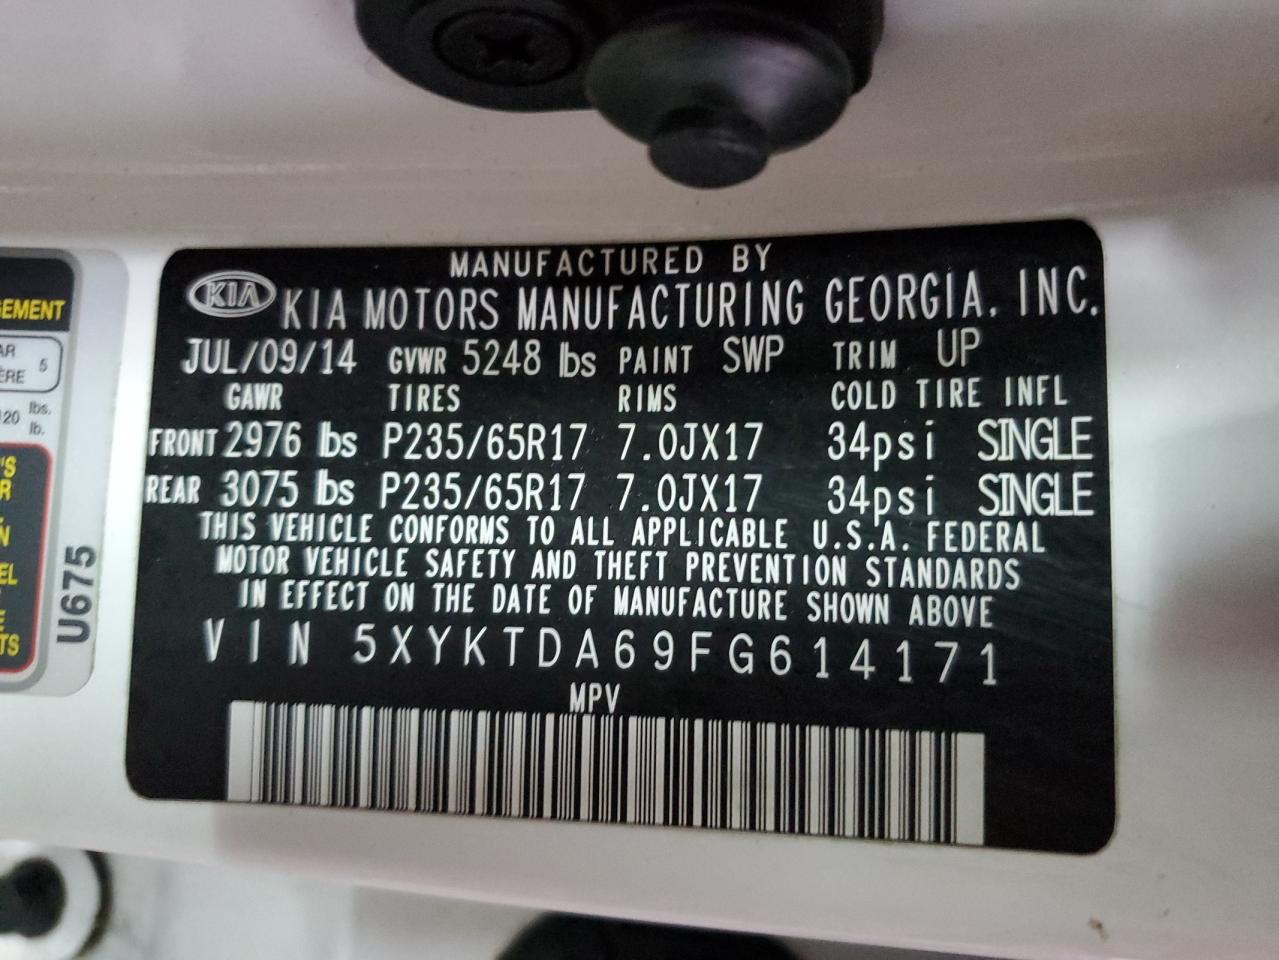 MANUFACTURED BY
KIA KIA MOTORS MANUFACTURING GEORGIA, INC.
JUL/09/14 GVWR 5248 lbs PAINT SWP TRIM UP
GAWR TIRES RIMS COLD TIRE INFL
FRONT 2976 lbs P235/65R17 7.0JX17 34psi SINGLE
REAR 3075 lbs P235/65R17 7.0JX17 34psi SINGLE
THIS VEHICLE CONFORMS TO ALL APPLICABLE U.S.A. FEDERAL
MOTOR VEHICLE SAFETY AND THEFT PREVENTION STANDARDS
IN EFFECT ON THE DATE OF MANUFACTURE SHOWN ABOVE
VIN 5XYKTDA69FG614171
MPV
5
lbs.
lb.
U675